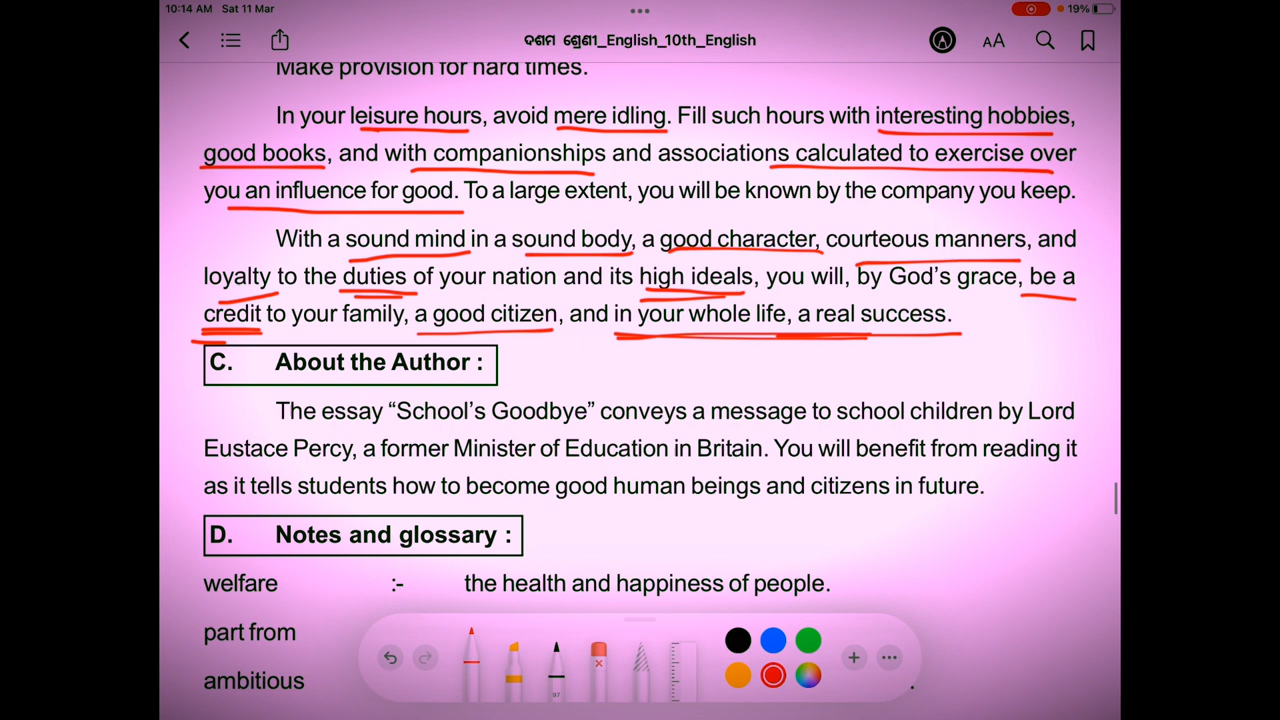 10:14 AM Sat 11 Mar
19%
ଦଶମ ଶ୍ରେଣୀ_English_10th_English
AA
Make provision for hard times.
In your leisure hours, avoid mere idling. Fill such hours with interesting hobbies,
good books, and with companionships and associations calculated to exercise over
you an influence for good. To a large extent, you will be known by the company you keep.
With a sound mind in a sound body, a good character, courteous manners, and
loyalty to the duties of your nation and its high ideals, you will, by God's grace, be a
credit to your family, a good citizen, and in your whole life, a real success.
C. About the Author :
The essay “School's Goodbye” conveys a message to school children by Lord
Eustace Percy, a former Minister of Education in Britain. You will benefit from reading it
as it tells students how to become good human beings and citizens in future.
D. Notes and glossary :
welfare :- the health and happiness of people.
part from
ambitious
97